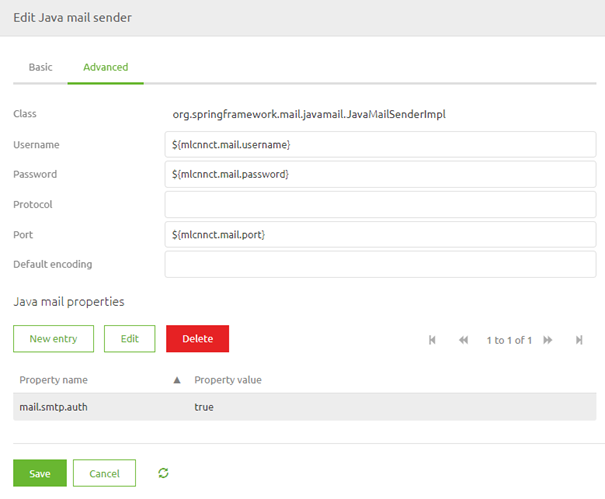 Edit Java mail sender
Basic Advanced
Class org.springframework.mail.javamail.JavaMailSenderImpl
Username ${mlcnnct.mail.username}
Password ${mlcnnct.mail.password}
Protocol
Port ${mlcnnct.mail.port}
Default encoding
Java mail properties
New entry Edit Delete 1 to 1 of 1
Property name Property value
mail.smtp.auth true
Save Cancel